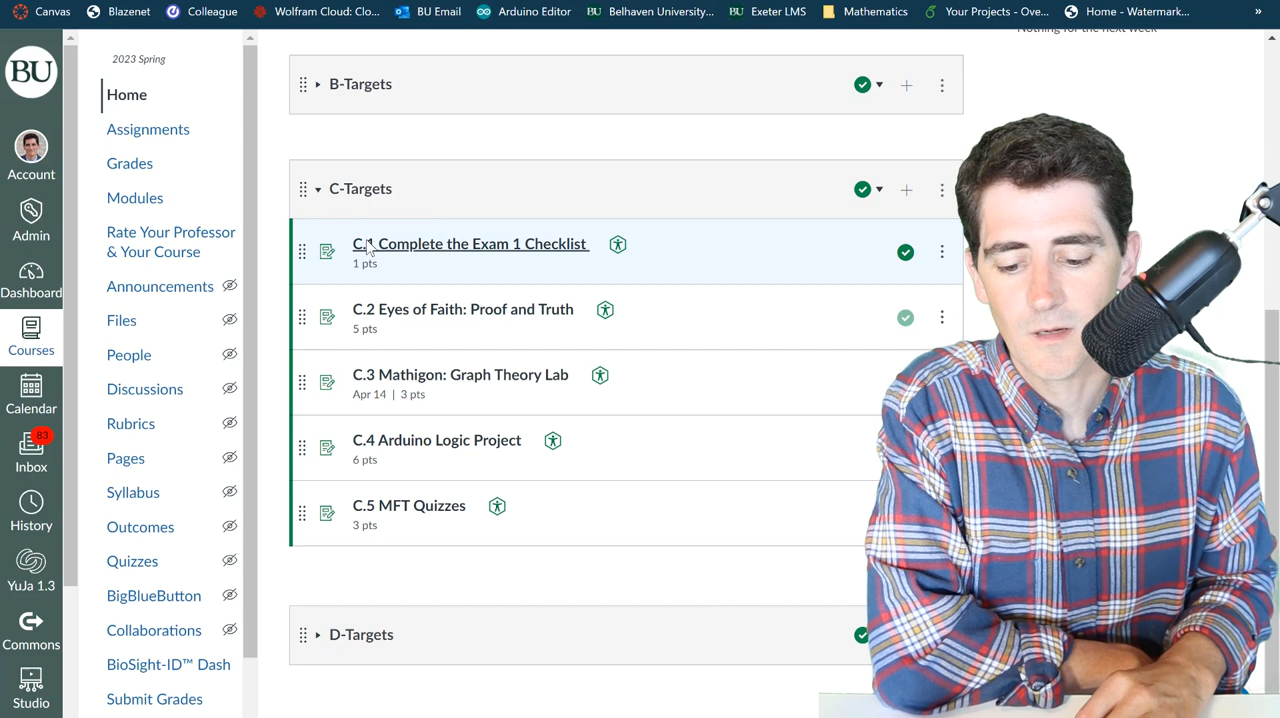 Canvas
Blazenet
Colleague
Wolfram Cloud: Clo...
BU Email
Arduino Editor
BU Belhaven University...
BU Exeter LMS
Mathematics
Your Projects - Ove...
Home - Watermark...
»
BU
Account
Admin
Dashboard
Courses
Calendar
83
Inbox
History
YuJa 1.3
Commons
Studio
2023 Spring
Home
Assignments
Grades
Modules
Rate Your Professor
& Your Course
Announcements
Files
People
Discussions
Rubrics
Pages
Syllabus
Outcomes
Quizzes
BigBlueButton
Collaborations
BioSight-ID™ Dash
Submit Grades
Nothing for the next week
B-Targets
C-Targets
C.1 Complete the Exam 1 Checklist
1 pts
C.2 Eyes of Faith: Proof and Truth
5 pts
C.3 Mathigon: Graph Theory Lab
Apr 14 | 3 pts
C.4 Arduino Logic Project
6 pts
C.5 MFT Quizzes
3 pts
D-Targets